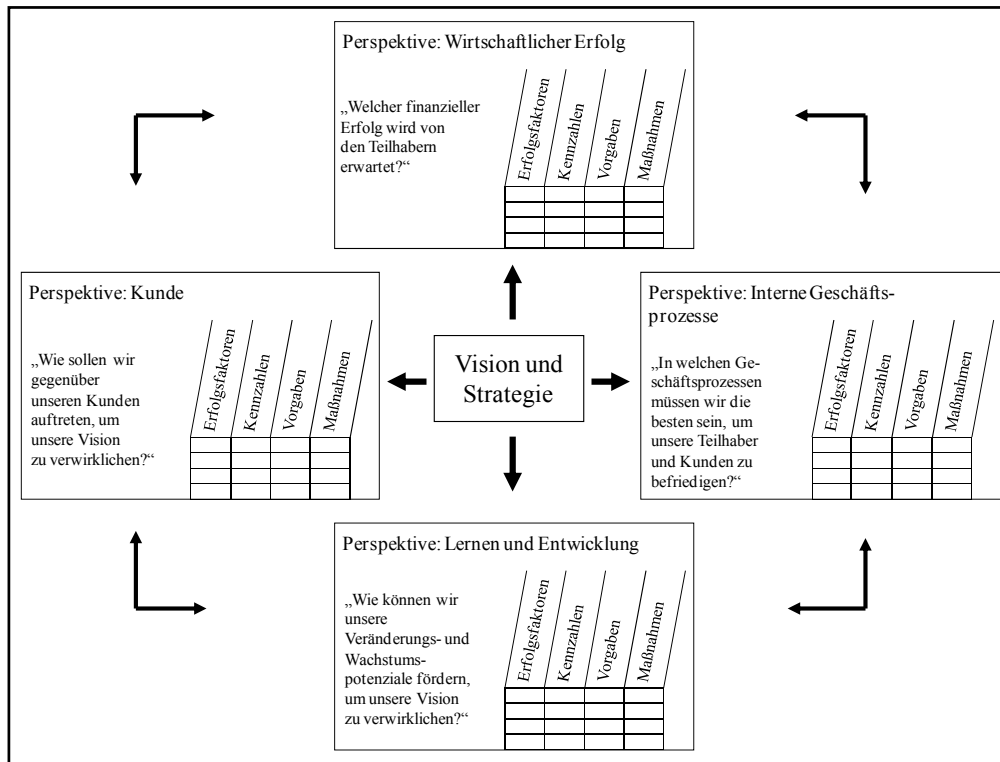 Perspektive: Wirtschaftlicher Erfolg
„Welcher finanzieller
Erfolg wird von
den Teilhabern
erwartet?“
Erfolgsfaktoren
Kennzahlen
Vorgaben
Maßnahmen
Perspektive: Kunde
„Wie sollen wir
gegenüber
unseren Kunden
auftreten, um
unsere Vision
zu verwirklichen?“
Erfolgsfaktoren
Kennzahlen
Vorgaben
Maßnahmen
Vision und
Strategie
Perspektive: Interne Geschäfts-
prozesse
„In welchen Ge-
schäftsprozessen
müssen wir die
besten sein, um
unsere Teilhaber
und Kunden zu
befriedigen?“
Erfolgsfaktoren
Kennzahlen
Vorgaben
Maßnahmen
Perspektive: Lernen und Entwicklung
„Wie können wir
unsere
Veränderungs- und
Wachstums-
potenziale fördern,
um unsere Vision
zu verwirklichen?“
Erfolgsfaktoren
Kennzahlen
Vorgaben
Maßnahmen